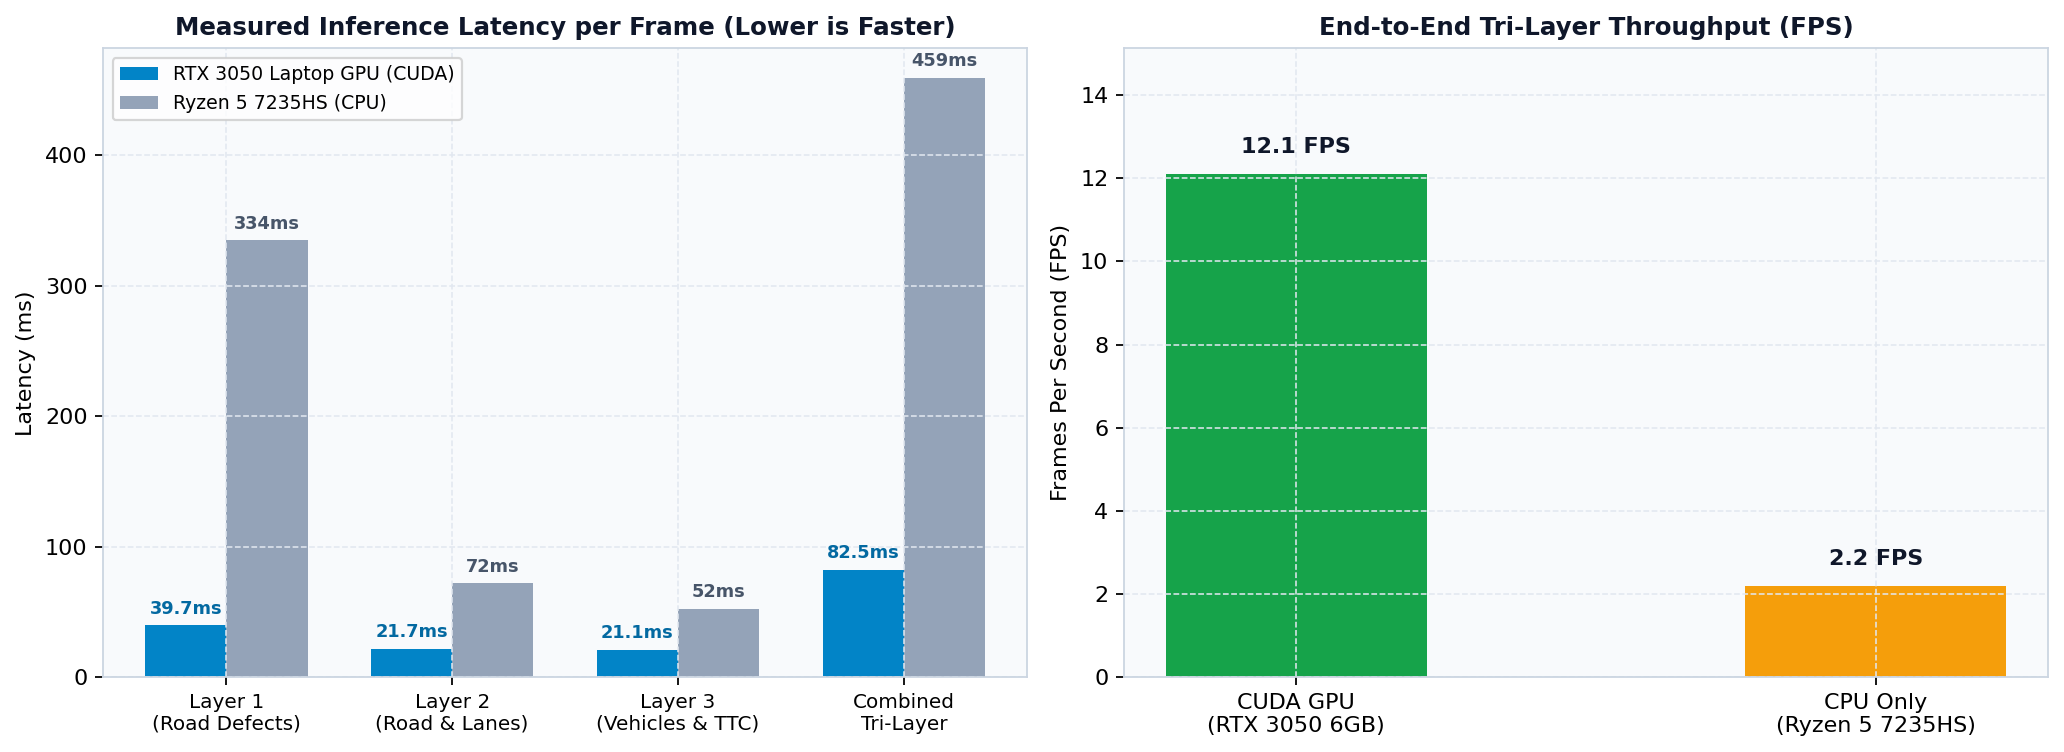 Measured Inference Latency per Frame (Lower is Faster)
RTX 3050 Laptop GPU (CUDA)
Ryzen 5 7235HS (CPU)
Latency (ms)
400
300
200
100
0
39.7ms
334ms
21.7ms
72ms
21.1ms
52ms
82.5ms
459ms
Layer 1
(Road Defects)
Layer 2
(Road & Lanes)
Layer 3
(Vehicles & TTC)
Combined
Tri-Layer
End-to-End Tri-Layer Throughput (FPS)
Frames Per Second (FPS)
14
12
10
8
6
4
2
0
12.1 FPS
2.2 FPS
CUDA GPU
(RTX 3050 6GB)
CPU Only
(Ryzen 5 7235HS)